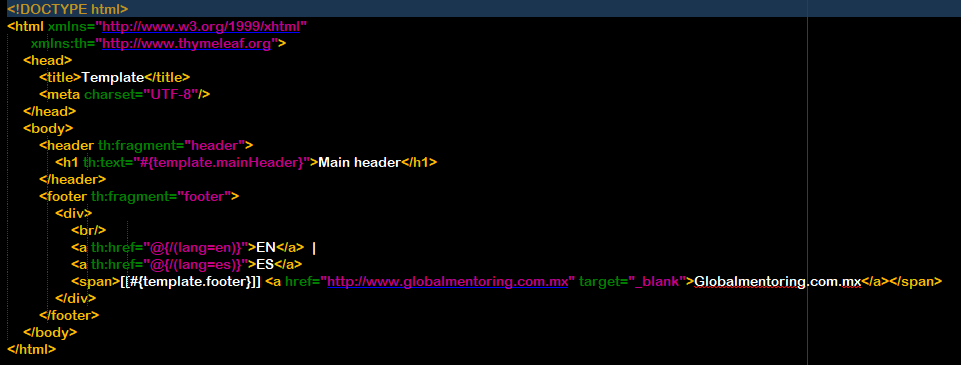 <!DOCTYPE html>
<html xmlns="http://www.w3.org/1999/xhtml"
xmlns:th="http://www.thymeleaf.org">
<head>
<title>Template</title>
<meta charset="UTF-8"/>
</head>
<body>
<header th:fragment="header">
<h1 th:text="#{template.mainHeader}">Main header</h1>
</header>
<footer th:fragment="footer">
<div>
<br/>
<a th:href="@{/(lang=en)}">EN</a> |
<a th:href="@{/(lang=es)}">ES</a>
<span>[[#{template.footer}]] <a href="http://www.globalmentoring.com.mx" target="_blank">Globalmentoring.com.mx</a></span>
</div>
</footer>
</body>
</html>